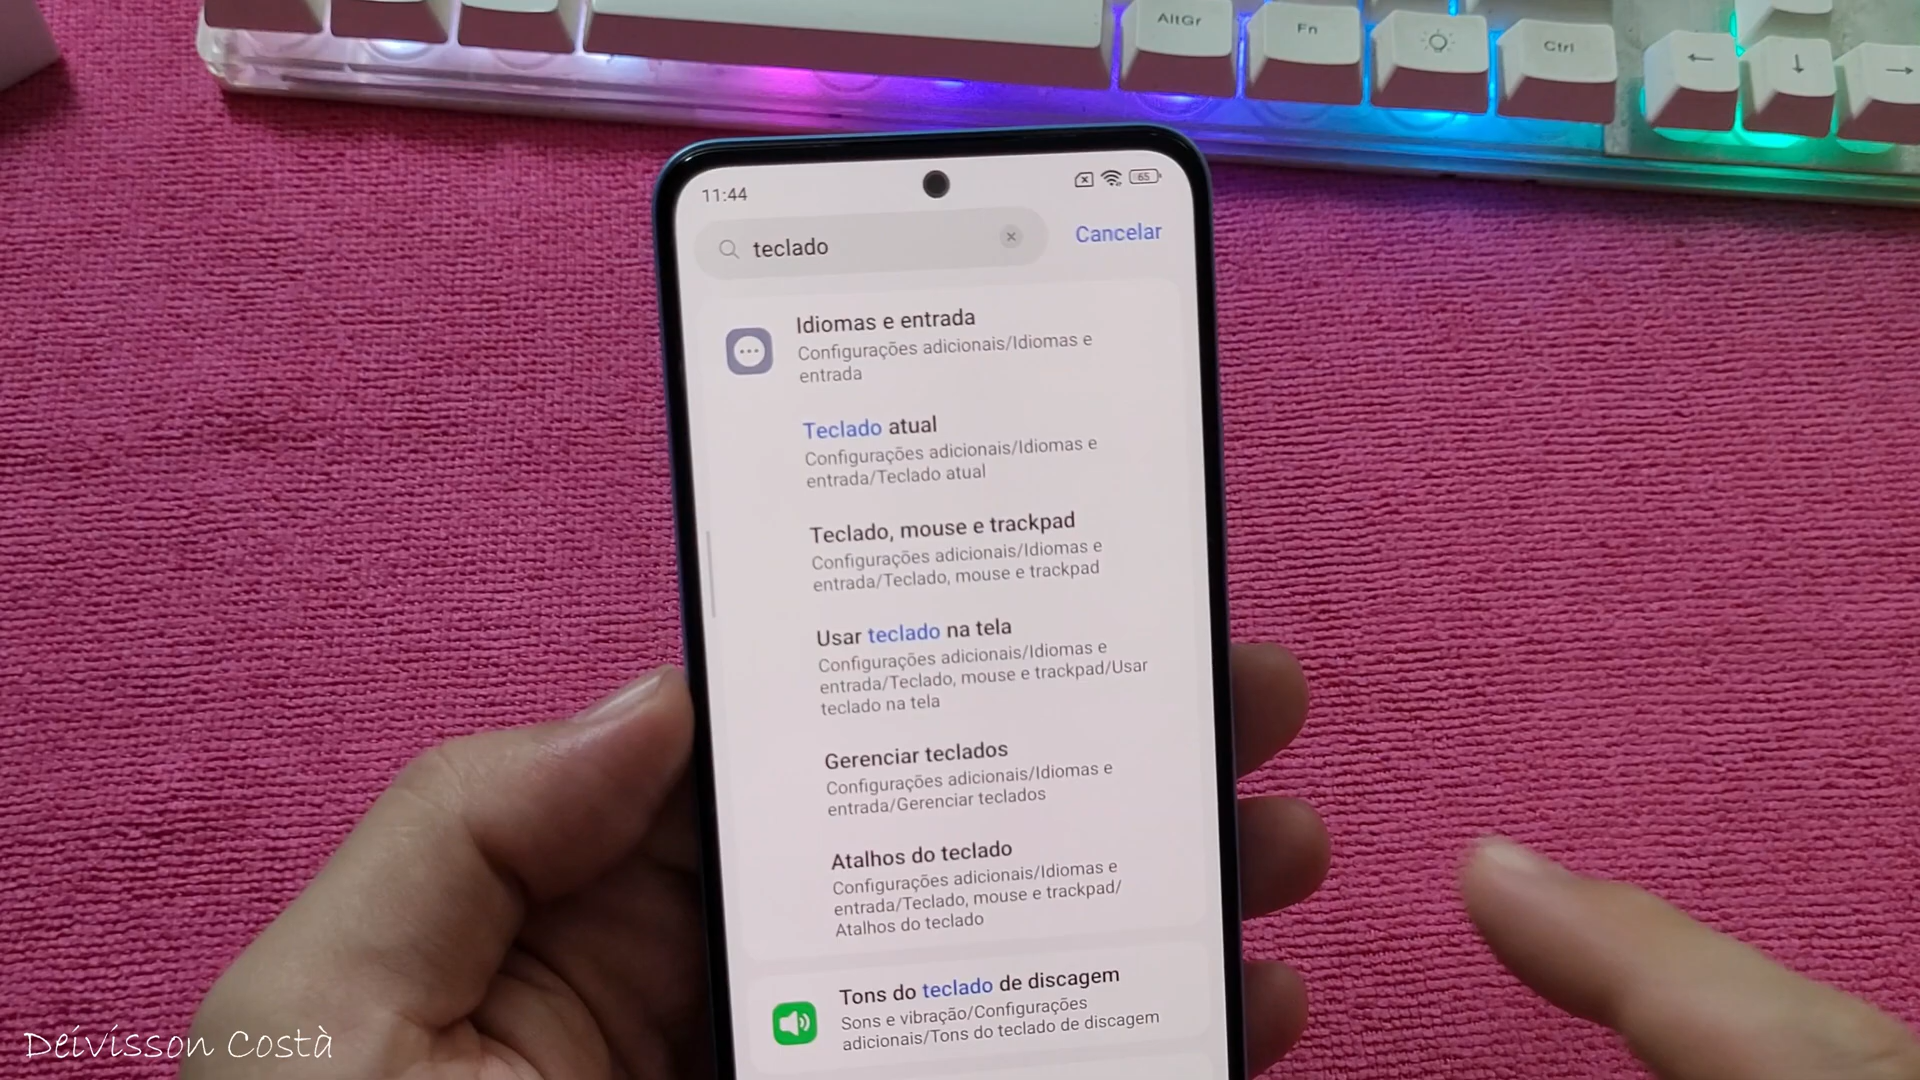 AltGr
Fn
Ctrl
←
↓
→
11:44
65
teclado
Cancelar
Idiomas e entrada
Configurações adicionais/Idiomas e
entrada
Teclado atual
Configurações adicionais/Idiomas e
entrada/Teclado atual
Teclado, mouse e trackpad
Configurações adicionais/Idiomas e
entrada/Teclado, mouse e trackpad
Usar teclado na tela
Configurações adicionais/Idiomas e
entrada/Teclado, mouse e trackpad/Usar
teclado na tela
Gerenciar teclados
Configurações adicionais/Idiomas e
entrada/Gerenciar teclados
Atalhos do teclado
Configurações adicionais/Idiomas e
entrada/Teclado, mouse e trackpad/
Atalhos do teclado
Tons do teclado de discagem
Sons e vibração/Configurações
adicionais/Tons do teclado de discagem
Deivisson Costà